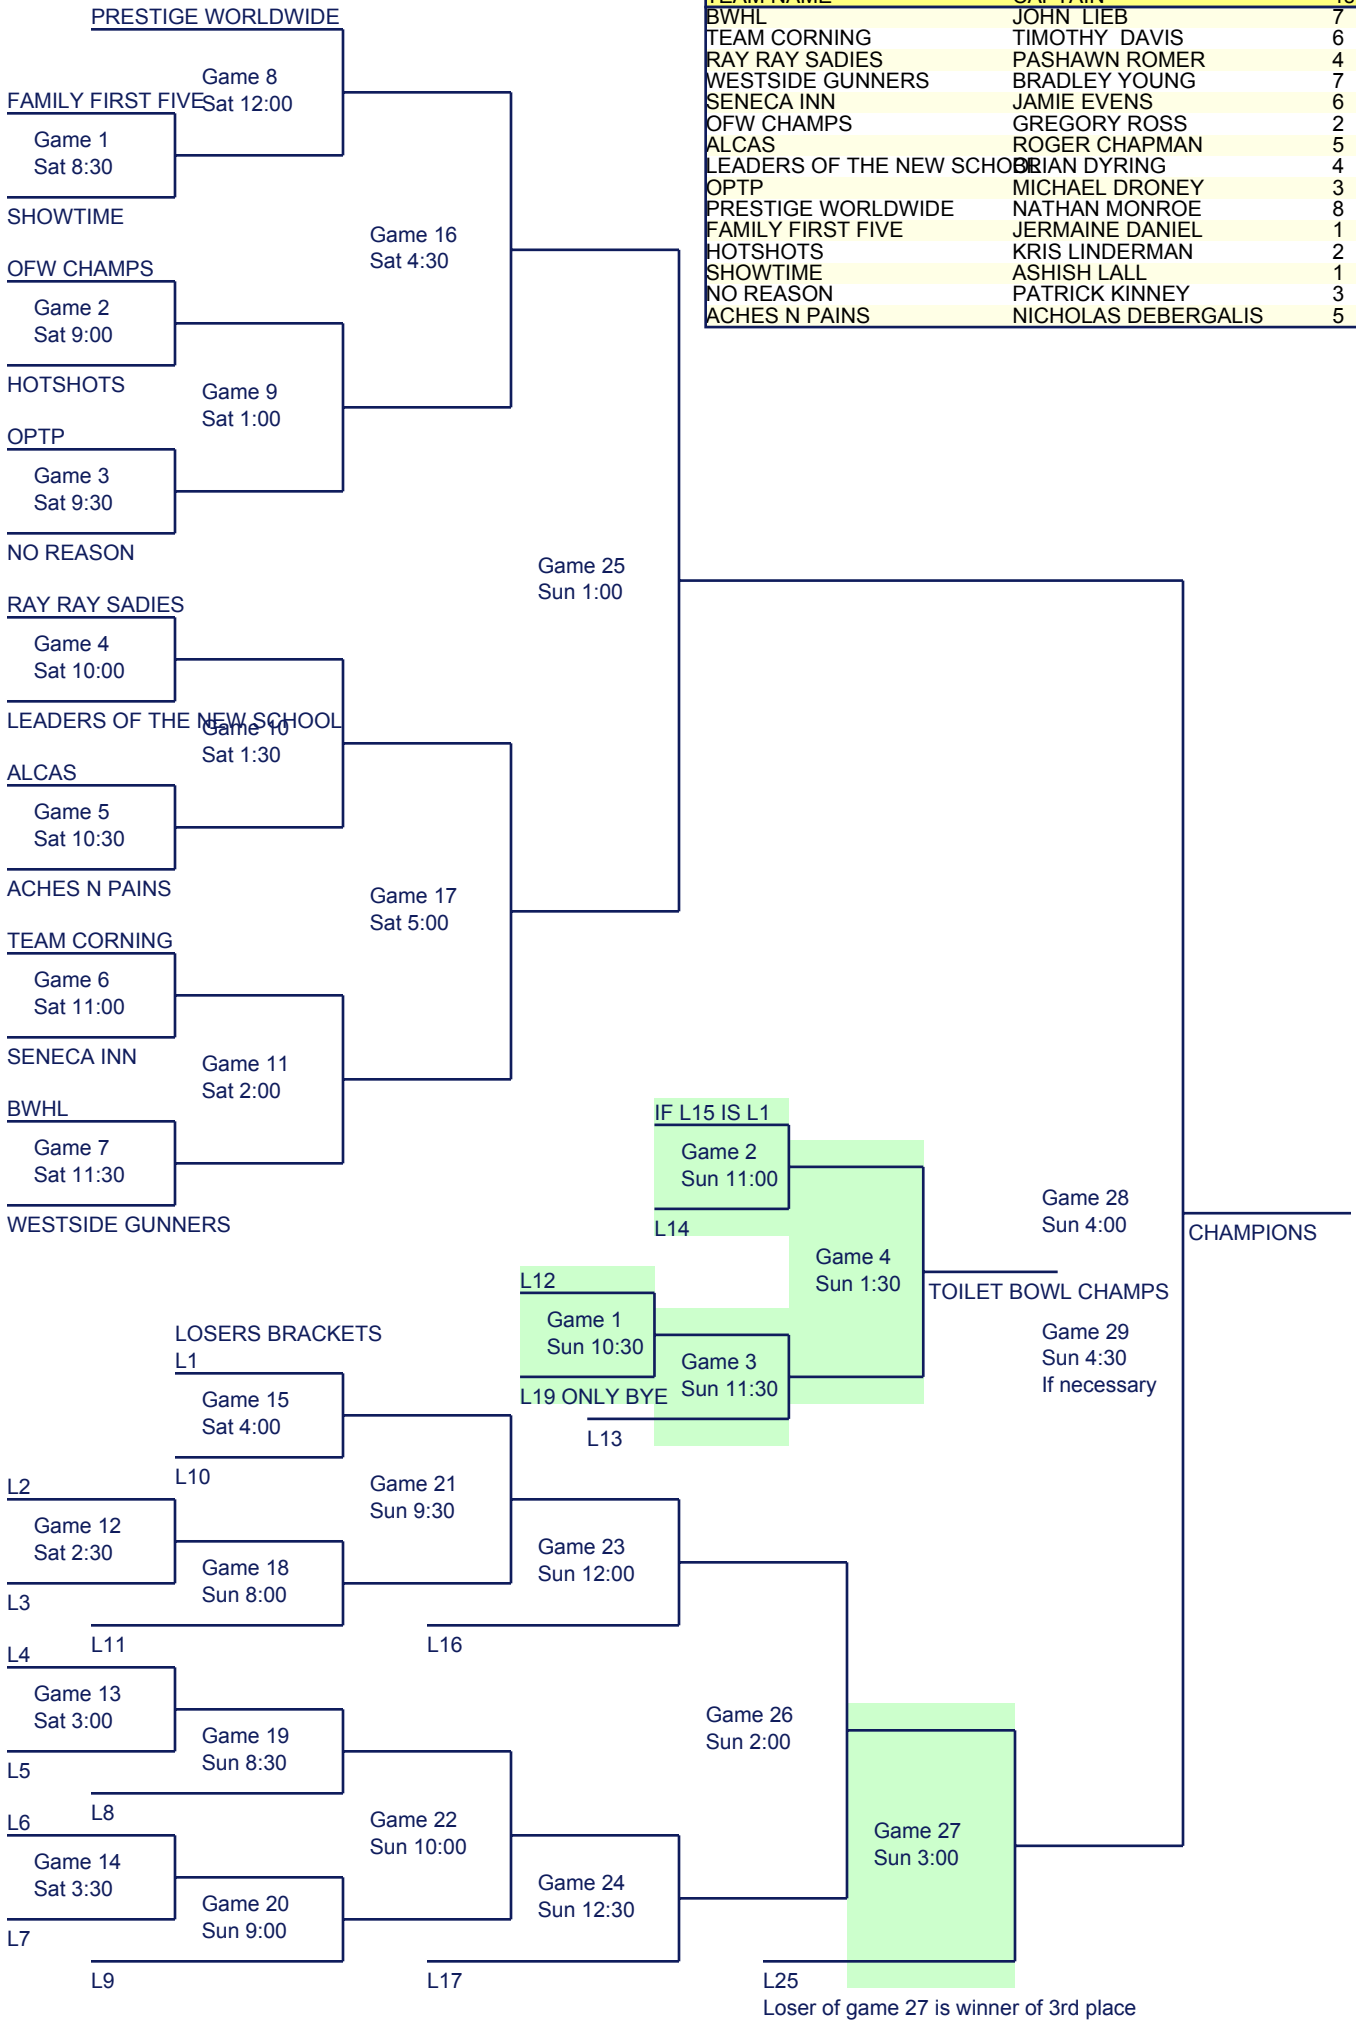 PRESTIGE WORLDWIDE
Game 8
Sat 12:00
FAMILY FIRST FIVE
Game 1
Sat 8:30
SHOWTIME
Game 16
Sat 4:30
OFW CHAMPS
Game 2
Sat 9:00
HOTSHOTS
Game 9
Sat 1:00
OPTP
Game 3
Sat 9:30
NO REASON
Game 25
Sun 1:00
RAY RAY SADIES
Game 4
Sat 10:00
LEADERS OF THE NEW SCHOOL
Game 10
Sat 1:30
ALCAS
Game 5
Sat 10:30
ACHES N PAINS
Game 17
Sat 5:00
TEAM CORNING
Game 6
Sat 11:00
SENECA INN
Game 11
Sat 2:00
BWHL
Game 7
Sat 11:30
WESTSIDE GUNNERS
TEAM NAME CAPTAIN
BWHL JOHN LIEB 7
TEAM CORNING TIMOTHY DAVIS 6
RAY RAY SADIES PASHAWN ROMER 4
WESTSIDE GUNNERS BRADLEY YOUNG 7
SENECA INN JAMIE EVENS 6
OFW CHAMPS GREGORY ROSS 2
ALCAS ROGER CHAPMAN 5
LEADERS OF THE NEW SCHOOL BRIAN DYRING 4
OPTP MICHAEL DRONEY 3
PRESTIGE WORLDWIDE NATHAN MONROE 8
FAMILY FIRST FIVE JERMAINE DANIEL 1
HOTSHOTS KRIS LINDERMAN 2
SHOWTIME ASHISH LALL 1
NO REASON PATRICK KINNEY 3
ACHES N PAINS NICHOLAS DEBERGALIS 5
IF L15 IS L1
Game 2
Sun 11:00
L14
L12
Game 1
Sun 10:30
L19 ONLY BYE
Game 3
Sun 11:30
L13
Game 4
Sun 1:30
TOILET BOWL CHAMPS
Game 28
Sun 4:00
CHAMPIONS
Game 29
Sun 4:30
If necessary
LOSERS BRACKETS
L1
Game 15
Sat 4:00
L10
L2
Game 12
Sat 2:30
L3
Game 18
Sun 8:00
L11
Game 21
Sun 9:30
Game 23
Sun 12:00
L16
L4
Game 13
Sat 3:00
L5
Game 19
Sun 8:30
L8
L6
Game 14
Sat 3:30
L7
Game 20
Sun 9:00
L9
Game 22
Sun 10:00
Game 24
Sun 12:30
L17
Game 26
Sun 2:00
Game 27
Sun 3:00
L25
Loser of game 27 is winner of 3rd place